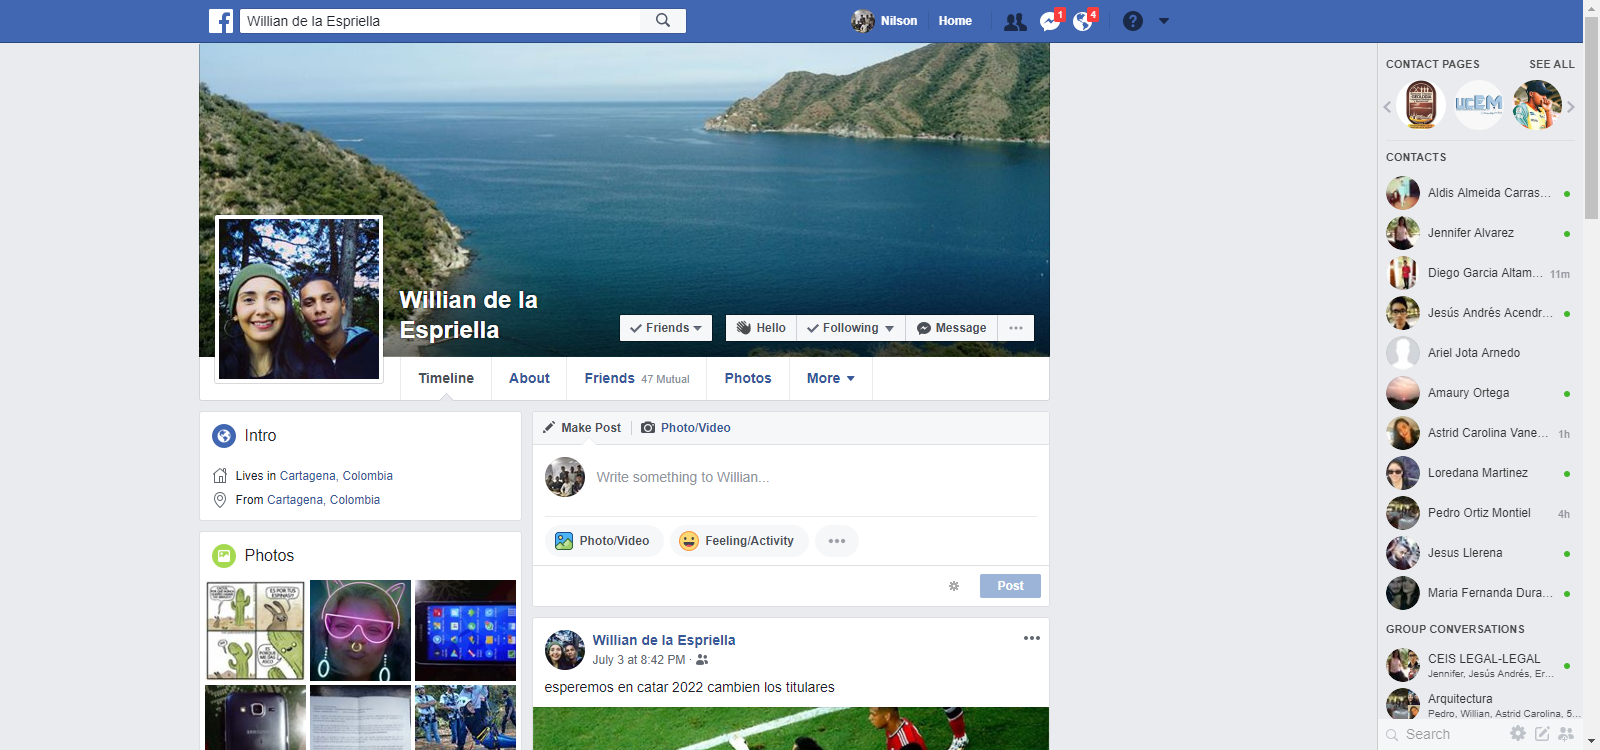 Willian de la Espriella
Nilson
Home
1
4
?
Willian de la
Espriella
Friends
Hello
Following
Message
Timeline
About
Friends 47 Mutual
Photos
More
Intro
Lives in Cartagena, Colombia
From Cartagena, Colombia
Photos
ES POR TUS
ESPINAS?
SAMSUNG
Make Post
Photo/Video
Write something to Willian...
Photo/Video
Feeling/Activity
Post
Willian de la Espriella
July 3 at 8:42 PM
esperemos en catar 2022 cambien los titulares
CONTACT PAGES
SEE ALL
UCEM
CONTACTS
Aldis Almeida Carras...
Jennifer Alvarez
Diego Garcia Altam... 11m
Jesús Andrés Acendr...
Ariel Jota Arnedo
Amaury Ortega
Astrid Carolina Vane... 1h
Loredana Martinez
Pedro Ortiz Montiel 4h
Jesus Llerena
Maria Fernanda Dura...
GROUP CONVERSATIONS
CEIS LEGAL-LEGAL
Jennifer, Jesús Andrés, Er...
Arquitectura
Pedro, Willian, Astrid Carolina, 5...
Search